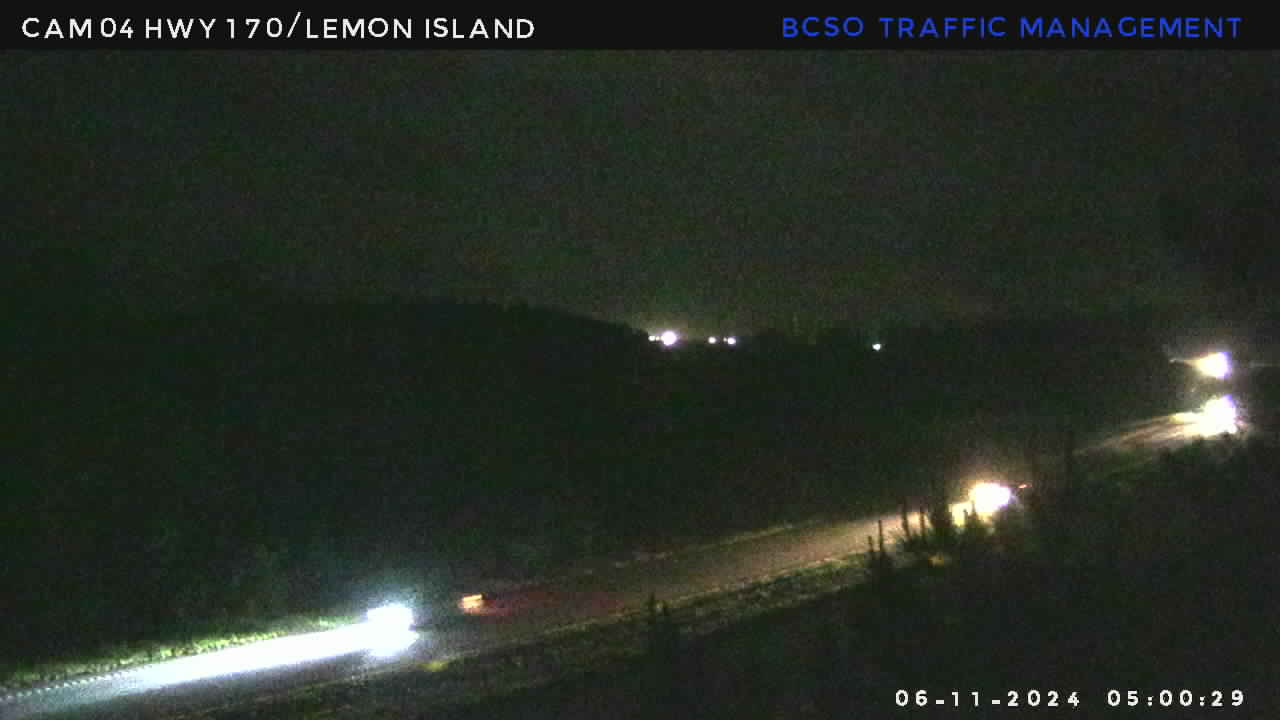 CAM04 HWY 170/LEMON ISLAND
BCSO TRAFFIC MANAGEMENT
06-11-2024 05:00:29